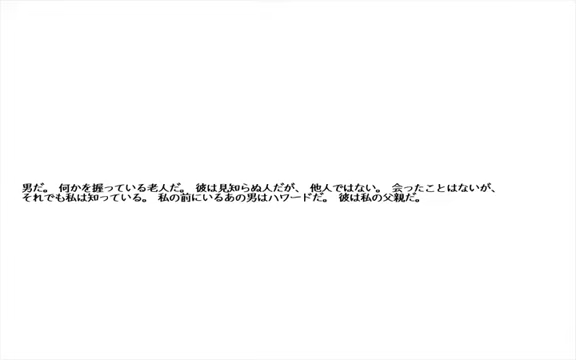 男だ。 何かを握っている老人だ。 彼は見知らぬ人だが、 他人ではない。 会ったことはないが、
それでも私は知っている。 私の前にいるあの男はハワードだ。 彼は私の父親だ。